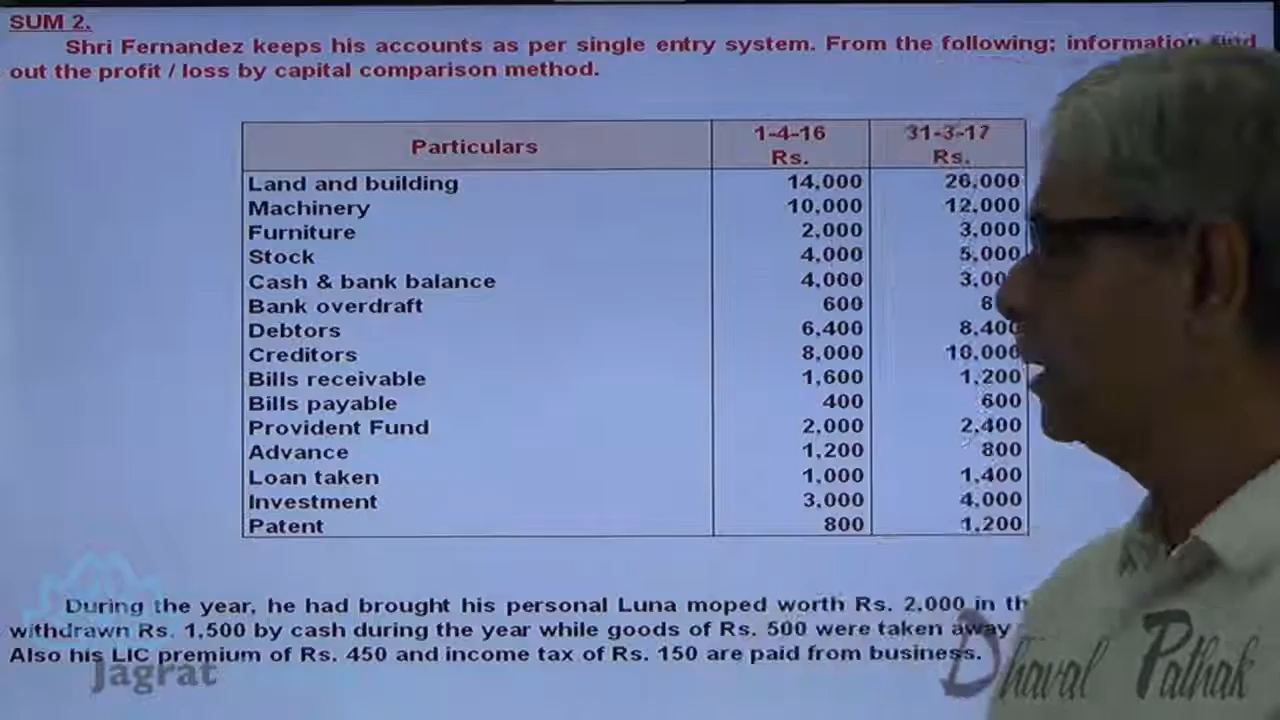 SUM 2.
Shri Fernandez keeps his accounts as per single entry system. From the following; information find
out the profit / loss by capital comparison method.
Particulars 1-4-16 Rs. 31-3-17 Rs.
Land and building 14,000 26,000
Machinery 10,000 12,000
Furniture 2,000 3,000
Stock 4,000 5,000
Cash & bank balance 4,000 3,00
Bank overdraft 600 8
Debtors 6,400 8,400
Creditors 8,000 10,000
Bills receivable 1,600 1,200
Bills payable 400 600
Provident Fund 2,000 2,400
Advance 1,200 800
Loan taken 1,000 1,400
Investment 3,000 4,000
Patent 800 1,200
During the year, he had brought his personal Luna moped worth Rs. 2,000 in th
withdrawn Rs. 1,500 by cash during the year while goods of Rs. 500 were taken away
Also his LIC premium of Rs. 450 and income tax of Rs. 150 are paid from business.
Jagrat
Dhaval Pathak